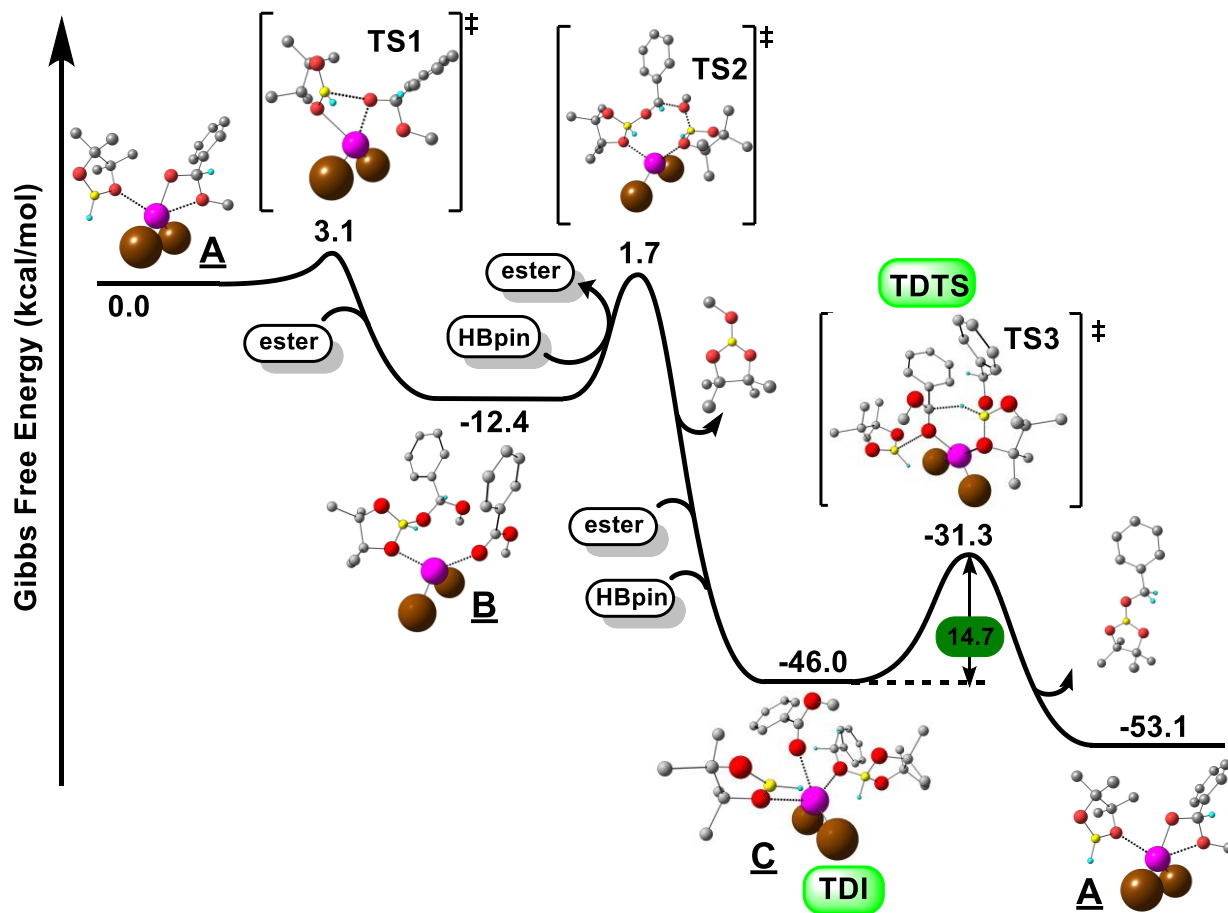 Gibbs Free Energy (kcal/mol)
TS1
‡
TS2
‡
A
0.0
3.1
ester
ester
HBpin
1.7
-12.4
B
TDTS
TS3
‡
ester
HBpin
-31.3
14.7
-46.0
C
TDI
-53.1
A